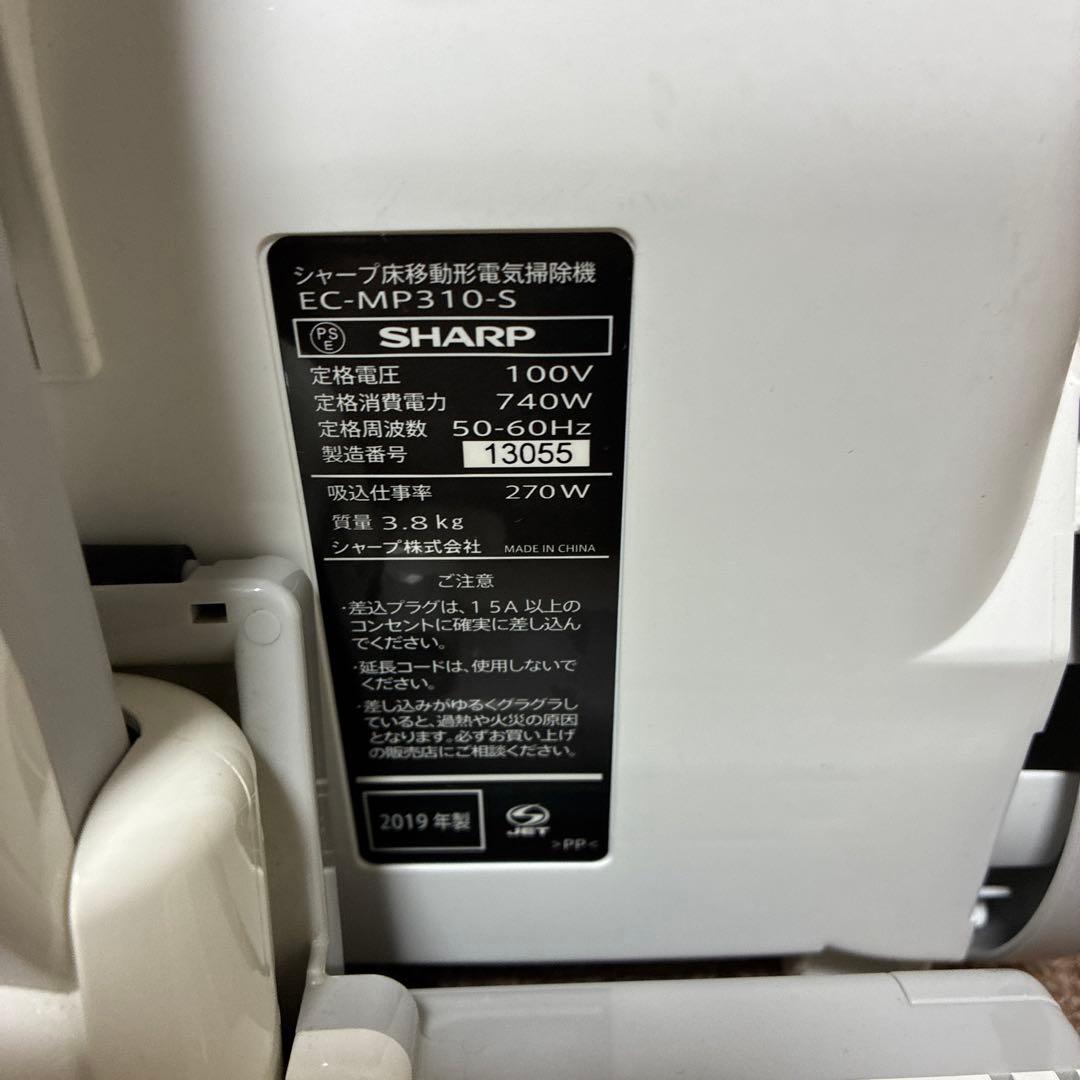 シャープ床移動形電気掃除機
EC-MP310-S
PSE SHARP
定格電圧 100V
定格消費電力 740W
定格周波数 50-60Hz
製造番号 13055
吸込仕事率 270W
質量 3.8kg
シャープ株式会社 MADE IN CHINA
ご注意
・差込プラグは、15A以上の
コンセントに確実に差し込ん
でください。
・延長コードは、使用しないで
ください。
・差し込みがゆるくグラグラし
ていると、過熱や火災の原因
となります。必ずお買い上げ
の販売店にご相談ください。
2019年製 JET
>PP<